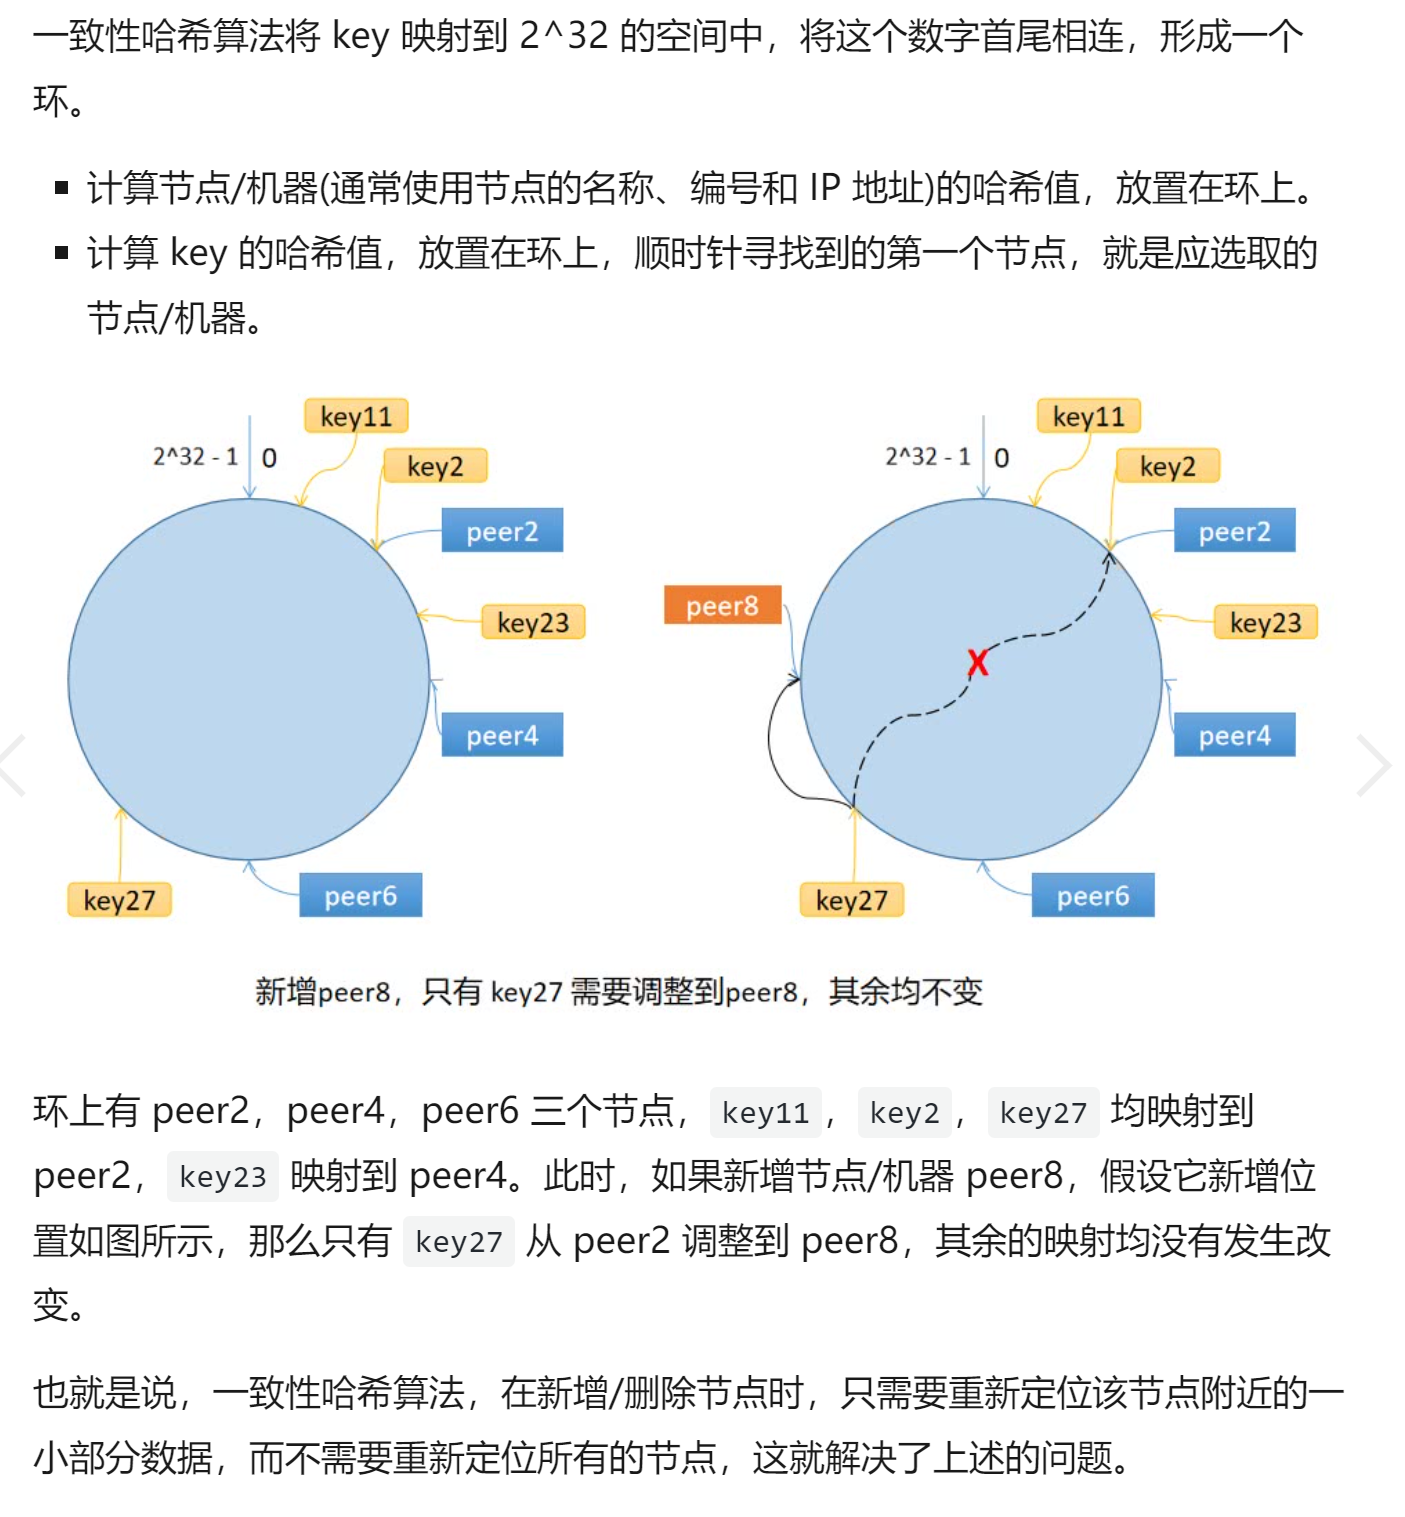 一致性哈希算法将 key 映射到 2^32 的空间中，将这个数字首尾相连，形成一个
环。
计算节点/机器(通常使用节点的名称、编号和 IP 地址)的哈希值，放置在环上。
计算 key 的哈希值，放置在环上，顺时针寻找到的第一个节点，就是应选取的
节点/机器。
key11
2^32 - 1
0
key2
peer2
key23
peer4
key27
peer6
key11
2^32 - 1
0
key2
peer2
peer8
key23
X
peer4
key27
peer6
新增peer8，只有 key27 需要调整到peer8，其余均不变
环上有 peer2，peer4，peer6 三个节点， key11 ， key2 ， key27 均映射到
peer2， key23 映射到 peer4。此时，如果新增节点/机器 peer8，假设它新增位
置如图所示，那么只有 key27 从 peer2 调整到 peer8，其余的映射均没有发生改
变。
也就是说，一致性哈希算法，在新增/删除节点时，只需要重新定位该节点附近的一
小部分数据，而不需要重新定位所有的节点，这就解决了上述的问题。